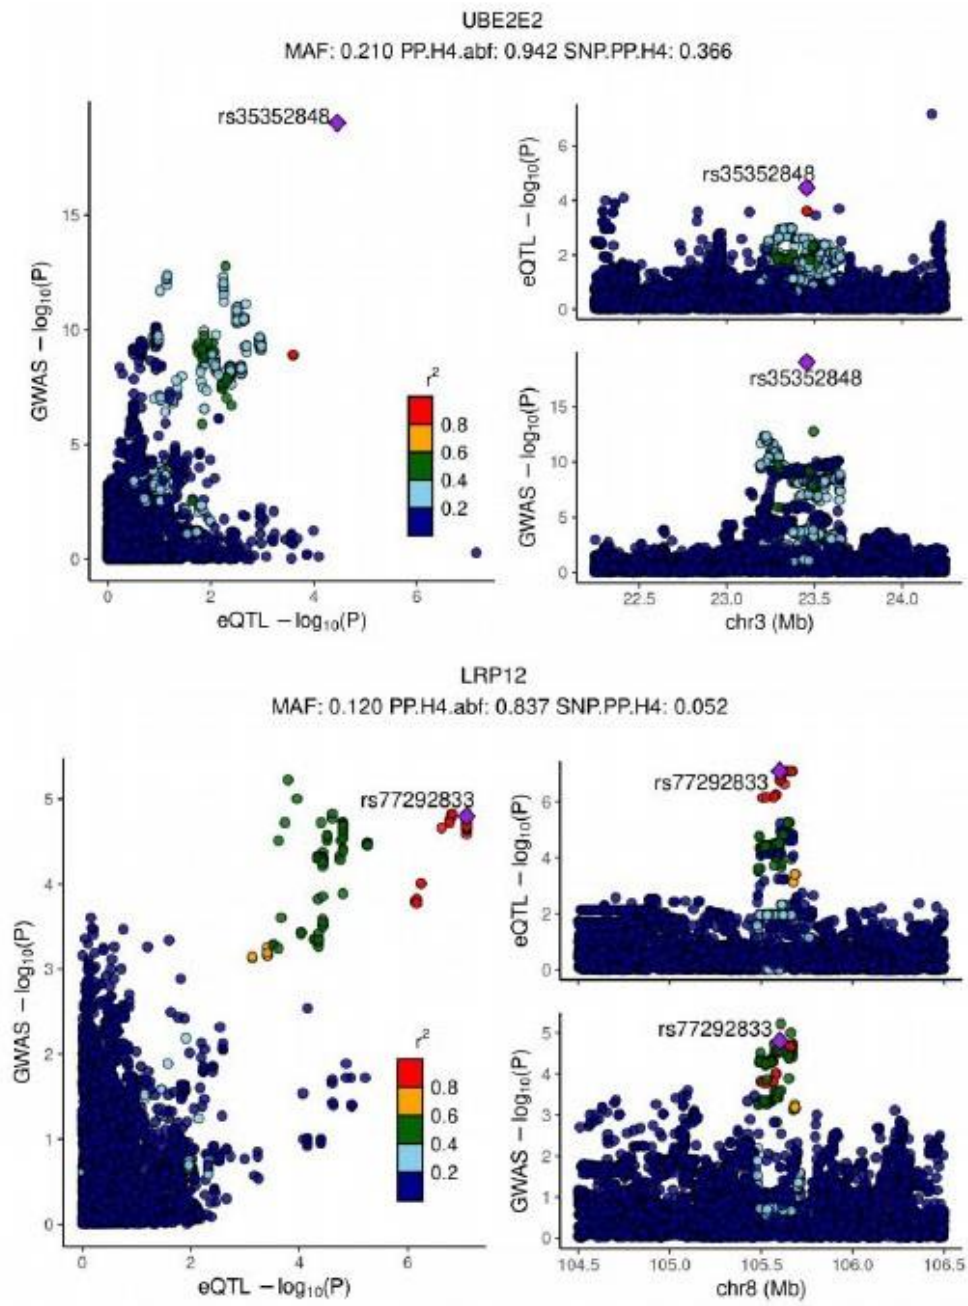 UBE2E2
MAF: 0.210 PP.H4.abf: 0.942 SNP.PP.H4: 0.366
rs35352848
GWAS − log10(P)
15
10
5
0
0 2 4 6
eQTL − log10(P)
r2
0.8
0.6
0.4
0.2
rs35352848
eQTL − log10(P)
6
4
2
0
rs35352848
GWAS − log10(P)
15
10
5
0
22.5 23.0 23.5 24.0
chr3 (Mb)
LRP12
MAF: 0.120 PP.H4.abf: 0.837 SNP.PP.H4: 0.052
rs77292833
GWAS − log10(P)
5
4
3
2
1
0
0 2 4 6
eQTL − log10(P)
r2
0.8
0.6
0.4
0.2
rs77292833
eQTL − log10(P)
6
4
2
0
rs77292833
GWAS − log10(P)
5
4
3
2
1
0
104.5 105.0 105.5 106.0 106.5
chr8 (Mb)